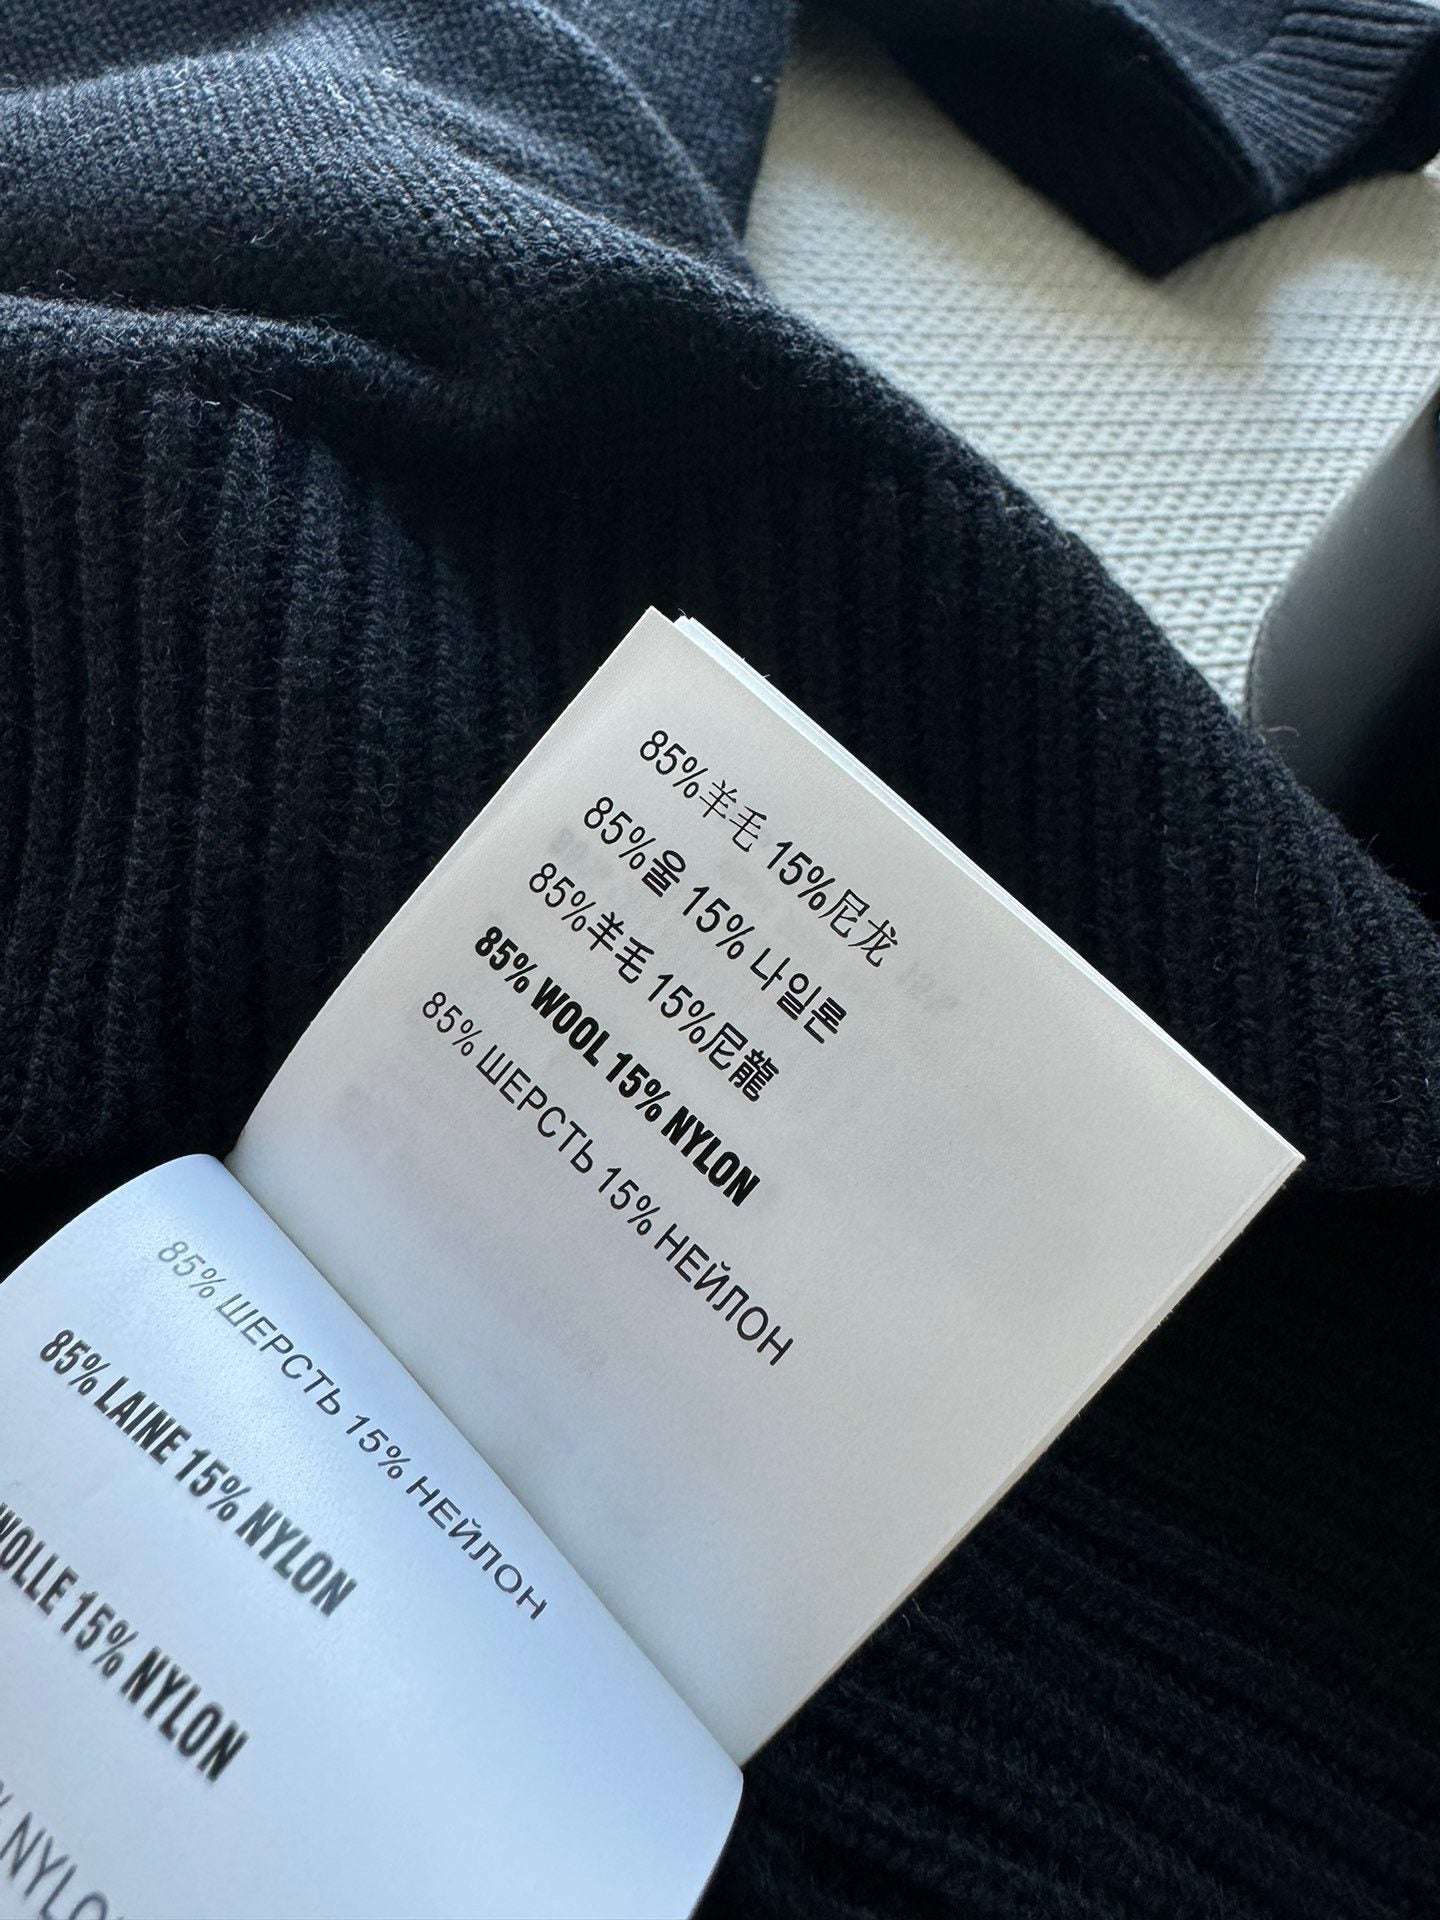 85%羊毛 15%尼龙
85%울 15% 나일론
85%羊毛 15%尼龍
85% WOOL 15% NYLON
85% ШЕРСТЬ 15% НЕЙЛОН
85% ШЕРСТЬ 15% НЕЙЛОН
85% LAINE 15% NYLON
WOLLE 15% NYLON
% NYLON